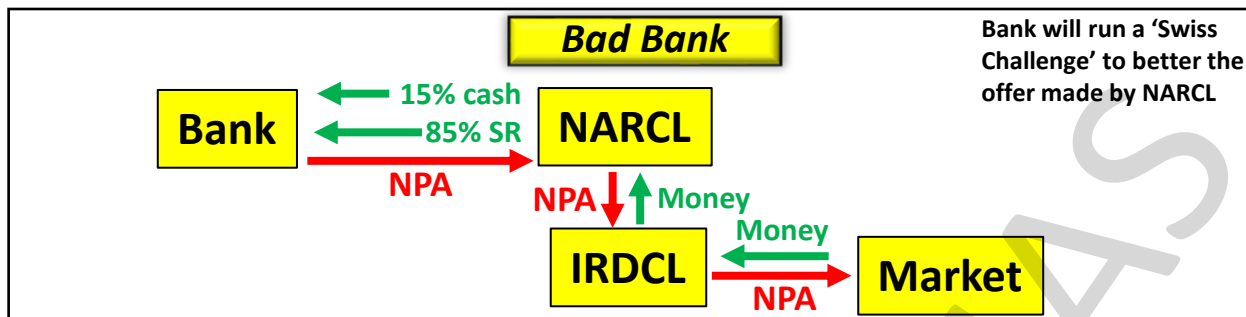 Bad Bank
Bank will run a ‘Swiss
Challenge’ to better the
offer made by NARCL
Bank
15% cash
85% SR
NARCL
NPA
NPA
Money
IRDCL
Money
NPA
Market
AS